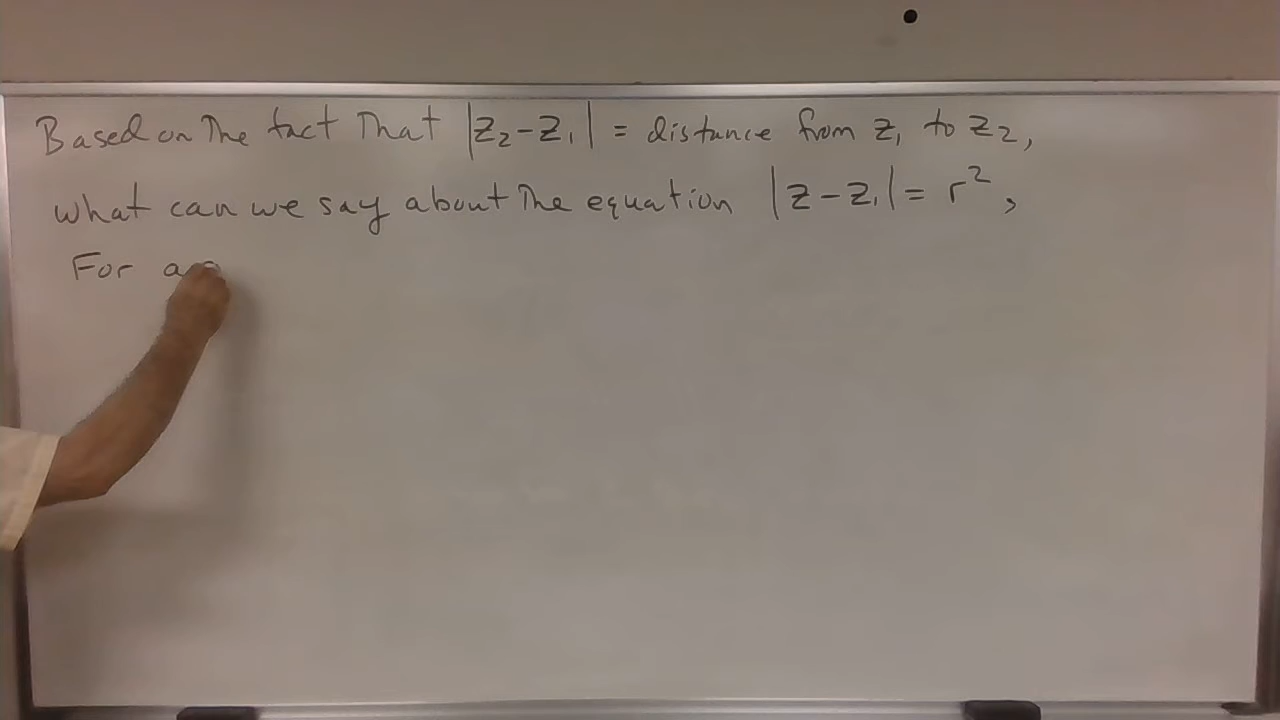 Based on The fact That |z₂-z₁| = distance from z₁ to z₂,
what can we say about The equation |z-z₁| = r²,
For